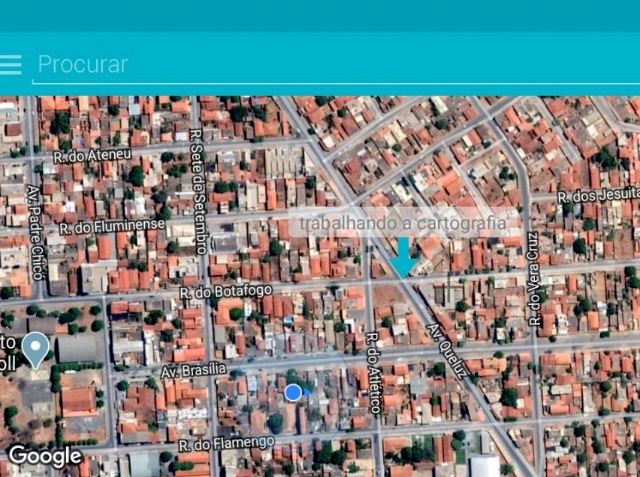 Procurar
R. do Ateneu
R. Sete de Setembro
Av. Padre Chico
R. dos Jesuíta
R. do Fluminense
trabalhando a cartografia
R. do Vera Cruz
R. do Botafogo
to
oll
Av. Queluz
R. do Atlético
Av. Brasília
R. do Flamengo
Google